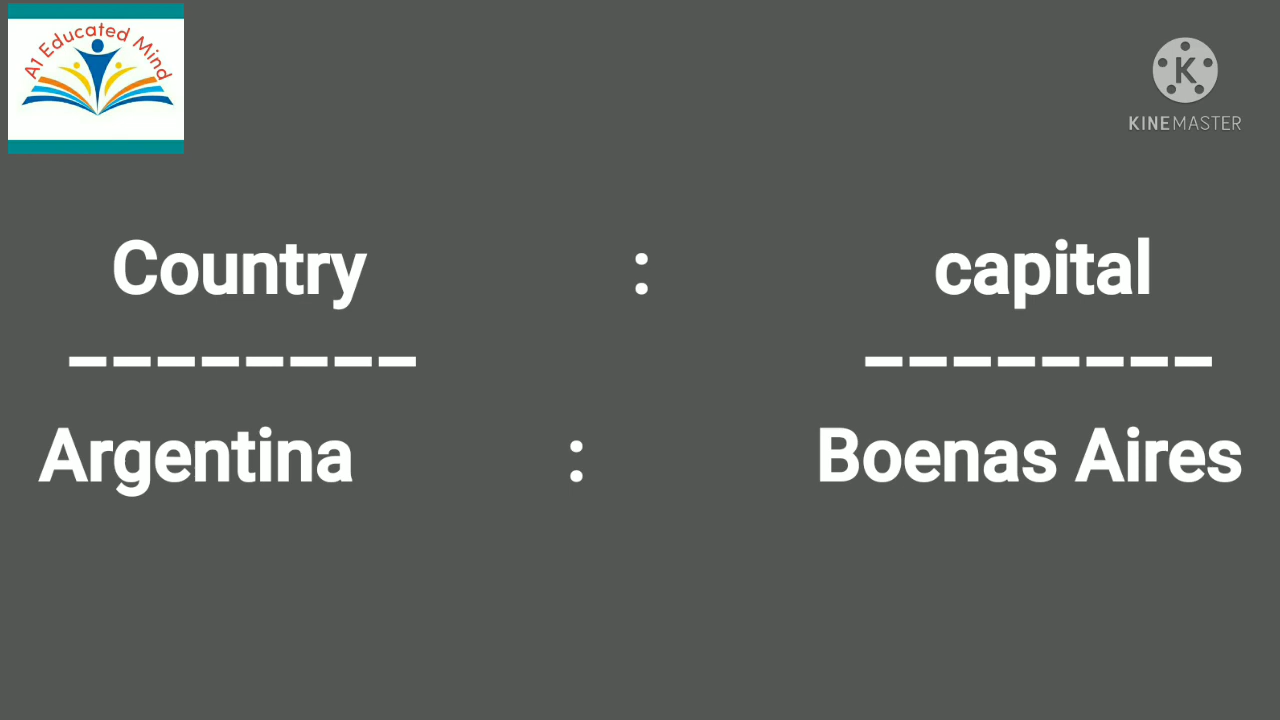 A1 Educated Mind
K
KINEMASTER
Country : capital
-------- --------
Argentina : Boenas Aires